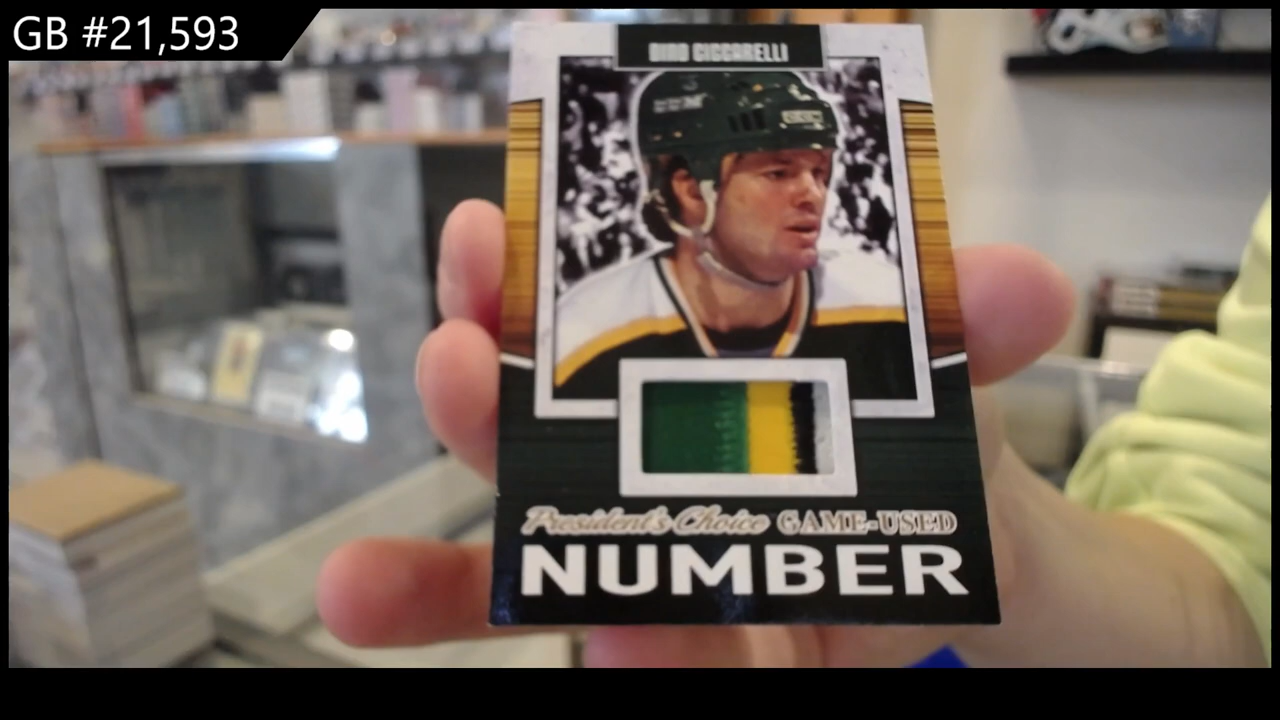 GB #21,593
DINO CICCARELLI
President's Choice GAME-USED
NUMBER